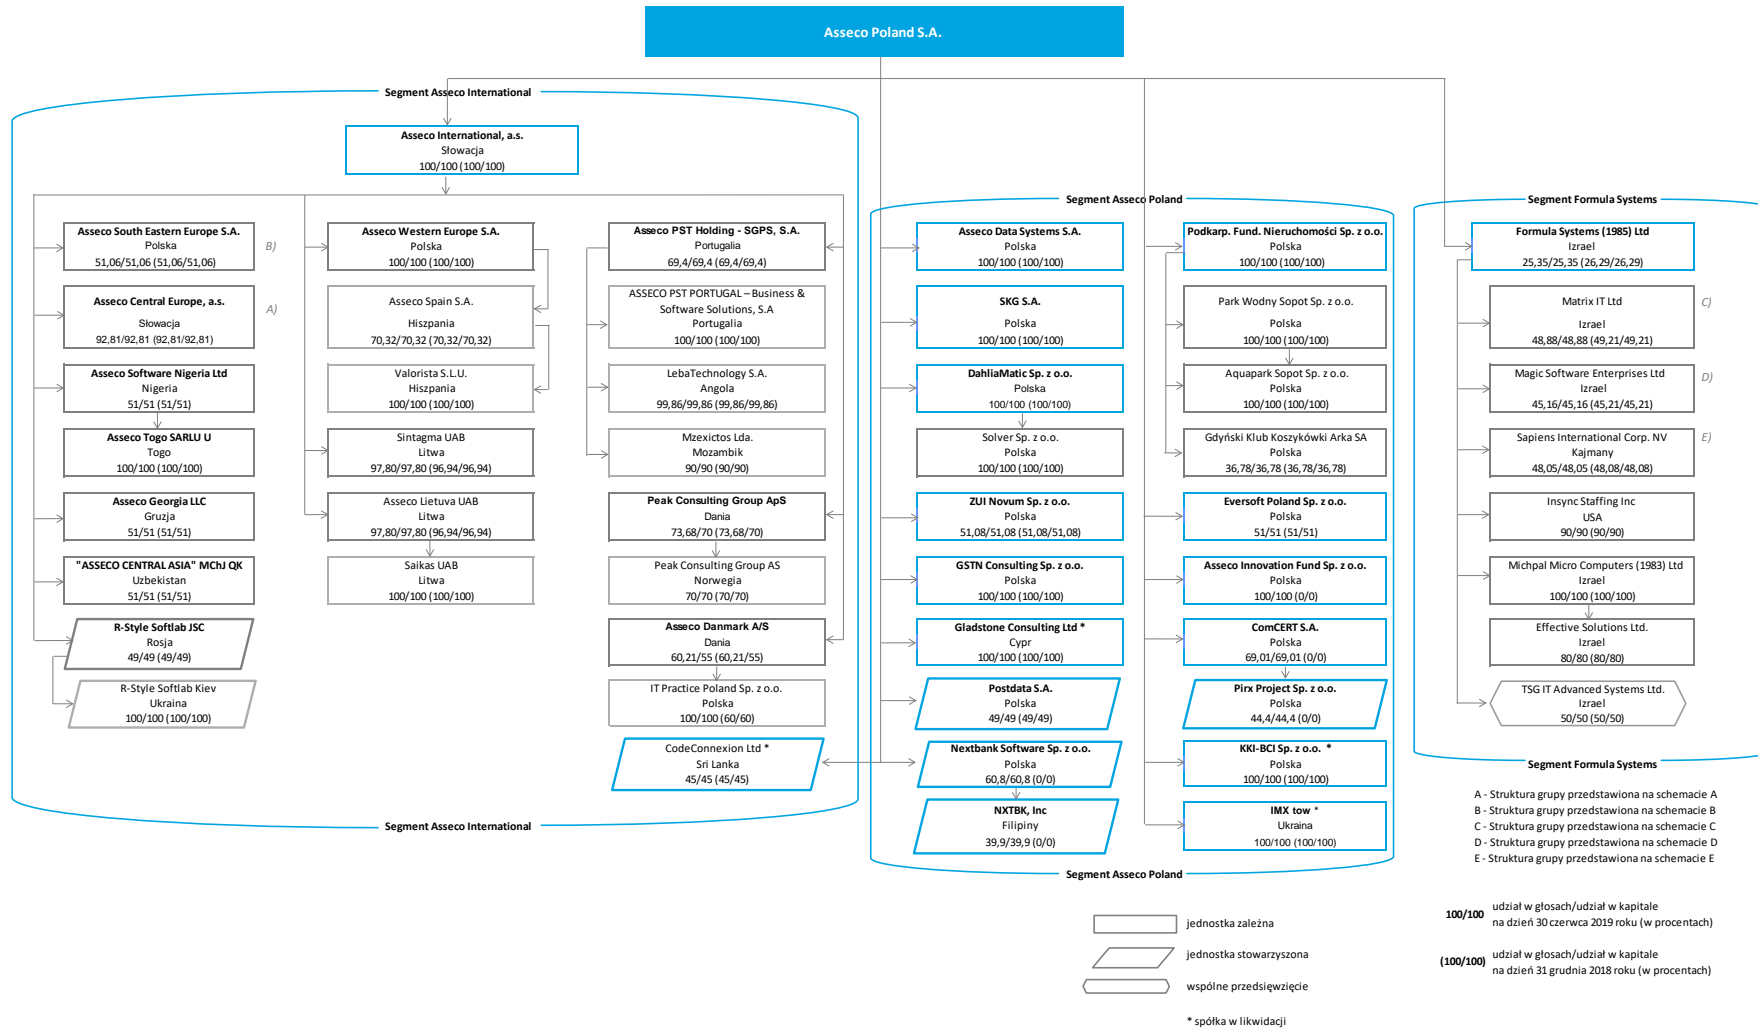 Asseco Poland S.A.
Segment Asseco International
Asseco International, a.s.
Słowacja
100/100 (100/100)
Asseco South Eastern Europe S.A.
Polska
51,06/51,06 (51,06/51,06)
B)
Asseco Central Europe, a.s.
Słowacja
92,81/92,81 (92,81/92,81)
A)
Asseco Software Nigeria Ltd
Nigeria
51/51 (51/51)
Asseco Togo SARLU U
Togo
100/100 (100/100)
Asseco Georgia LLC
Gruzja
51/51 (51/51)
"ASSECO CENTRAL ASIA" MChJ QK
Uzbekistan
51/51 (51/51)
R-Style Softlab JSC
Rosja
49/49 (49/49)
R-Style Softlab Kiev
Ukraina
100/100 (100/100)
Asseco Western Europe S.A.
Polska
100/100 (100/100)
Asseco Spain S.A.
Hiszpania
70,32/70,32 (70,32/70,32)
Valorista S.L.U.
Hiszpania
100/100 (100/100)
Sintagma UAB
Litwa
97,80/97,80 (96,94/96,94)
Asseco Lietuva UAB
Litwa
97,80/97,80 (96,94/96,94)
Saikas UAB
Litwa
100/100 (100/100)
Asseco PST Holding - SGPS, S.A.
Portugalia
69,4/69,4 (69,4/69,4)
ASSECO PST PORTUGAL – Business &
Software Solutions, S.A
Portugalia
100/100 (100/100)
LebaTechnology S.A.
Angola
99,86/99,86 (99,86/99,86)
Mzexictos Lda.
Mozambik
90/90 (90/90)
Peak Consulting Group ApS
Dania
73,68/70 (73,68/70)
Peak Consulting Group AS
Norwegia
70/70 (70/70)
Asseco Danmark A/S
Dania
60,21/55 (60,21/55)
IT Practice Poland Sp. z o.o.
Polska
100/100 (60/60)
CodeConnexion Ltd *
Sri Lanka
45/45 (45/45)
Segment Asseco International
Segment Asseco Poland
Asseco Data Systems S.A.
Polska
100/100 (100/100)
SKG S.A.
Polska
100/100 (100/100)
DahliaMatic Sp. z o.o.
Polska
100/100 (100/100)
Solver Sp. z o.o.
Polska
100/100 (100/100)
ZUI Novum Sp. z o.o.
Polska
51,08/51,08 (51,08/51,08)
GSTN Consulting Sp. z o.o.
Polska
100/100 (100/100)
Gladstone Consulting Ltd *
Cypr
100/100 (100/100)
Postdata S.A.
Polska
49/49 (49/49)
Nextbank Software Sp. z o.o.
Polska
60,8/60,8 (0/0)
NXTBK, Inc
Filipiny
39,9/39,9 (0/0)
Podkarp. Fund. Nieruchomości Sp. z o.o.
Polska
100/100 (100/100)
Park Wodny Sopot Sp. z o.o.
Polska
100/100 (100/100)
Aquapark Sopot Sp. z o.o.
Polska
100/100 (100/100)
Gdyński Klub Koszykówki Arka SA
Polska
36,78/36,78 (36,78/36,78)
Eversoft Poland Sp. z o.o.
Polska
51/51 (51/51)
Asseco Innovation Fund Sp. z o.o.
Polska
100/100 (0/0)
ComCERT S.A.
Polska
69,01/69,01 (0/0)
Pirx Project Sp. z o.o.
Polska
44,4/44,4 (0/0)
KKI-BCI Sp. z o.o. *
Polska
100/100 (100/100)
IMX tow *
Ukraina
100/100 (100/100)
Segment Asseco Poland
Segment Formula Systems
Formula Systems (1985) Ltd
Izrael
25,35/25,35 (26,29/26,29)
Matrix IT Ltd
Izrael
48,88/48,88 (49,21/49,21)
C)
Magic Software Enterprises Ltd
Izrael
45,16/45,16 (45,21/45,21)
D)
Sapiens International Corp. NV
Kajmany
48,05/48,05 (48,08/48,08)
E)
Insync Staffing Inc
USA
90/90 (90/90)
Michpal Micro Computers (1983) Ltd
Izrael
100/100 (100/100)
Effective Solutions Ltd.
Izrael
80/80 (80/80)
TSG IT Advanced Systems Ltd.
Izrael
50/50 (50/50)
Segment Formula Systems
A - Struktura grupy przedstawiona na schemacie A
B - Struktura grupy przedstawiona na schemacie B
C - Struktura grupy przedstawiona na schemacie C
D - Struktura grupy przedstawiona na schemacie D
E - Struktura grupy przedstawiona na schemacie E
jednostka zależna
jednostka stowarzyszona
wspólne przedsięwzięcie
* spółka w likwidacji
100/100 udział w głosach/udział w kapitale
na dzień 30 czerwca 2019 roku (w procentach)
(100/100) udział w głosach/udział w kapitale
na dzień 31 grudnia 2018 roku (w procentach)